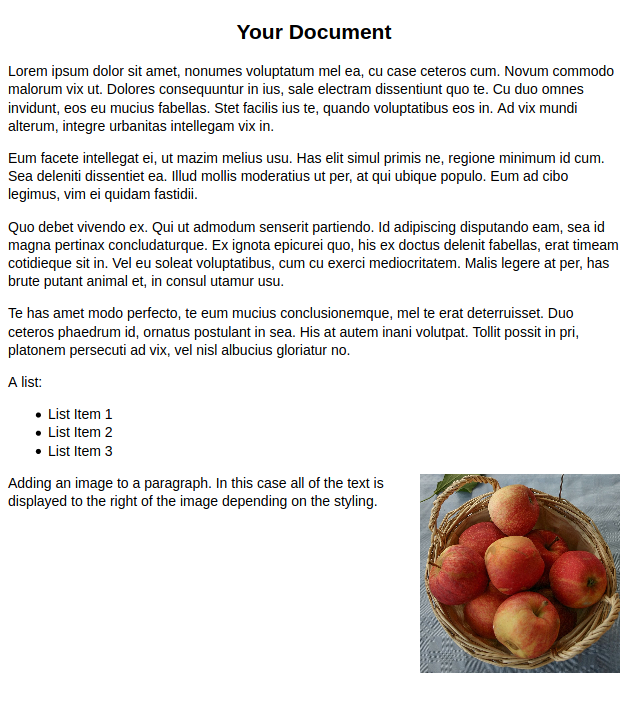 Your Document
Lorem ipsum dolor sit amet, nonumes voluptatum mel ea, cu case ceteros cum. Novum commodo
malorum vix ut. Dolores consequuntur in ius, sale electram dissentiunt quo te. Cu duo omnes
invidunt, eos eu mucius fabellas. Stet facilis ius te, quando voluptatibus eos in. Ad vix mundi
alterum, integre urbanitas intellegam vix in.
Eum facete intellegat ei, ut mazim melius usu. Has elit simul primis ne, regione minimum id cum.
Sea deleniti dissentiet ea. Illud mollis moderatius ut per, at qui ubique populo. Eum ad cibo
legimus, vim ei quidam fastidii.
Quo debet vivendo ex. Qui ut admodum senserit partiendo. Id adipiscing disputando eam, sea id
magna pertinax concludaturque. Ex ignota epicurei quo, his ex doctus delenit fabellas, erat timeam
cotidieque sit in. Vel eu soleat voluptatibus, cum cu exerci mediocritatem. Malis legere at per, has
brute putant animal et, in consul utamur usu.
Te has amet modo perfecto, te eum mucius conclusionemque, mel te erat deterruisset. Duo
ceteros phaedrum id, ornatus postulant in sea. His at autem inani volutpat. Tollit possit in pri,
platonem persecuti ad vix, vel nisl albucius gloriatur no.
A list:
• List Item 1
• List Item 2
• List Item 3
Adding an image to a paragraph. In this case all of the text is
displayed to the right of the image depending on the styling.